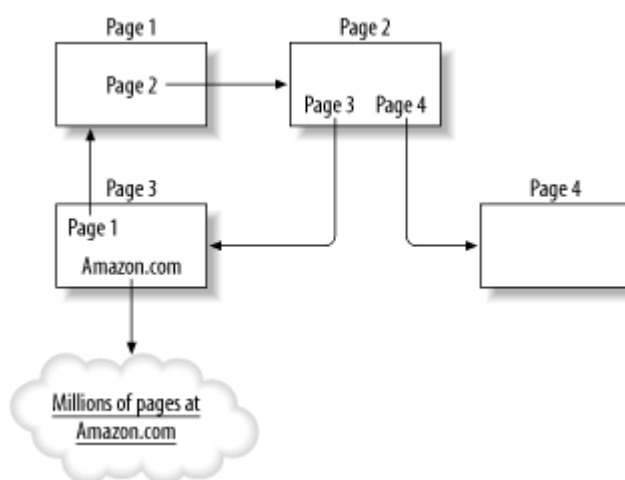 Page 1
Page 2
Page 2
Page 3 Page 4
Page 3
Page 1
Amazon.com
Page 4
Millions of pages at
Amazon.com